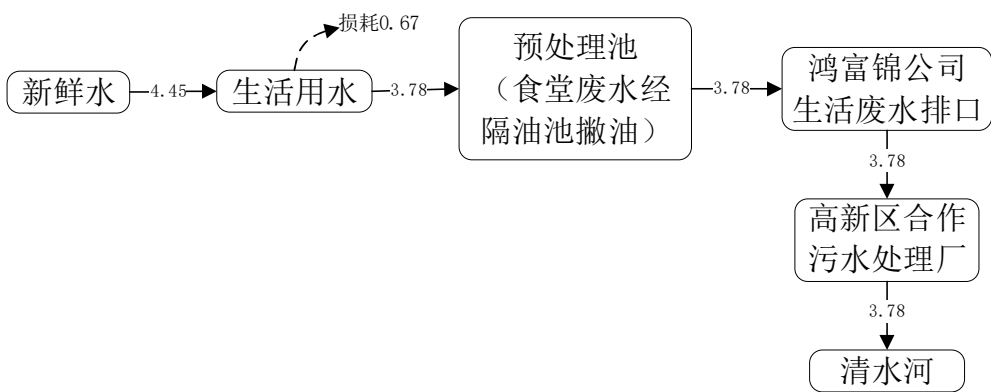 损耗0.67
新鲜水
4.45
生活用水
3.78
预处理池
（食堂废水经
隔油池撇油）
3.78
鸿富锦公司
生活废水排口
3.78
高新区合作
污水处理厂
3.78
清水河